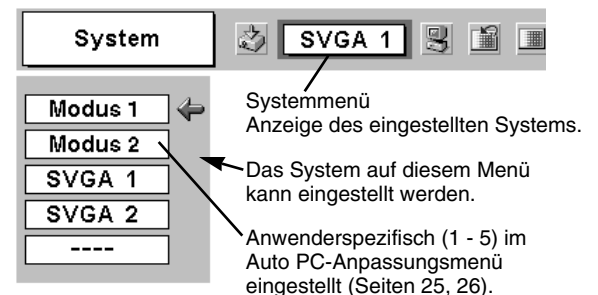 System
SVGA 1
Modus 1
Modus 2
SVGA 1
SVGA 2
----
Systemmenü
Anzeige des eingestellten Systems.
Das System auf diesem Menü
kann eingestellt werden.
Anwenderspezifisch (1 - 5) im
Auto PC-Anpassungsmenü
eingestellt (Seiten 25, 26).